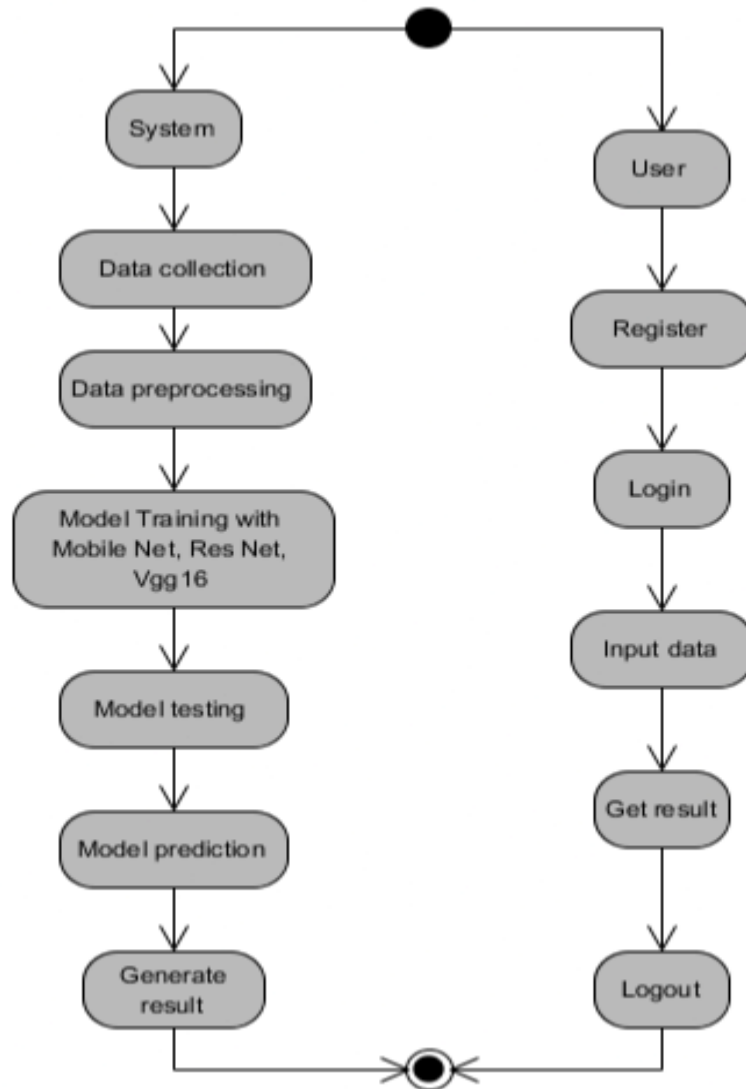 System
Data collection
Data preprocessing
Model Training with
Mobile Net, Res Net,
Vgg16
Model testing
Model prediction
Generate
result
User
Register
Login
Input data
Get result
Logout